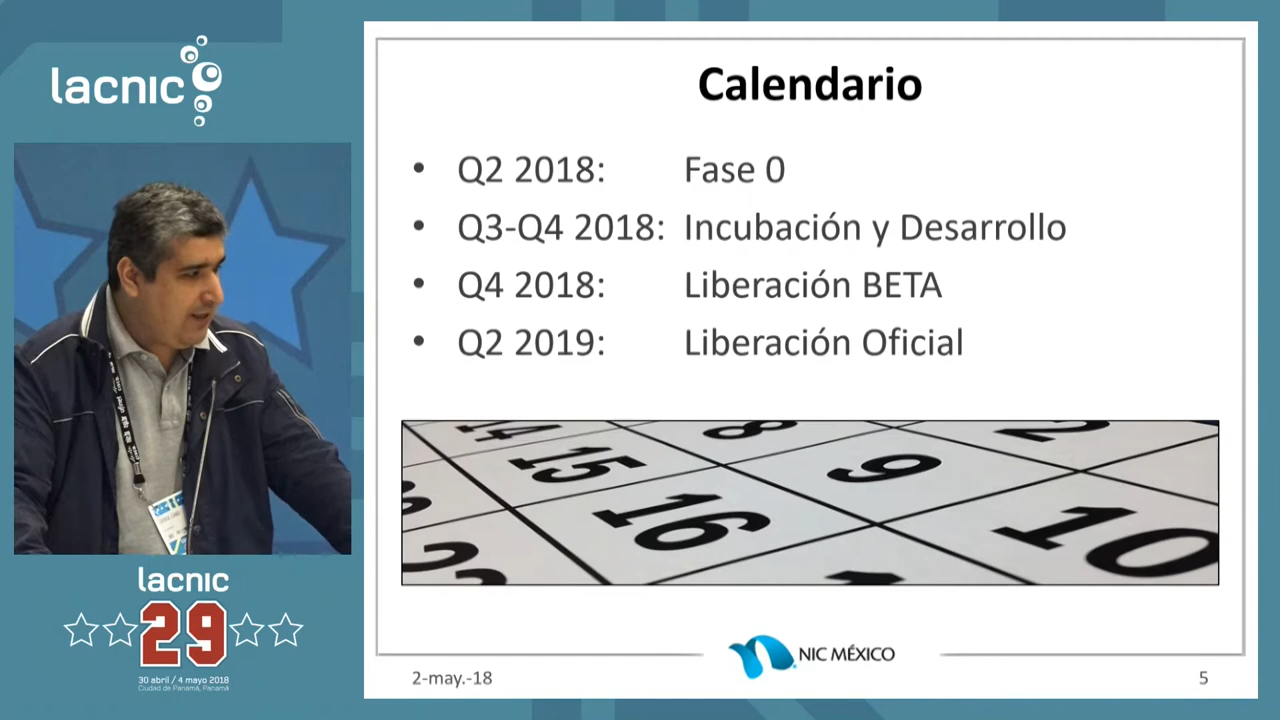 lacnic
Calendario
• Q2 2018: Fase 0
• Q3-Q4 2018: Incubación y Desarrollo
• Q4 2018: Liberación BETA
• Q2 2019: Liberación Oficial
14 8 2
15 9
16 10
NIC MÉXICO
2-may.-18
5
lacnic
29
30 abril / 4 mayo 2018
Ciudad de Panamá, Panamá